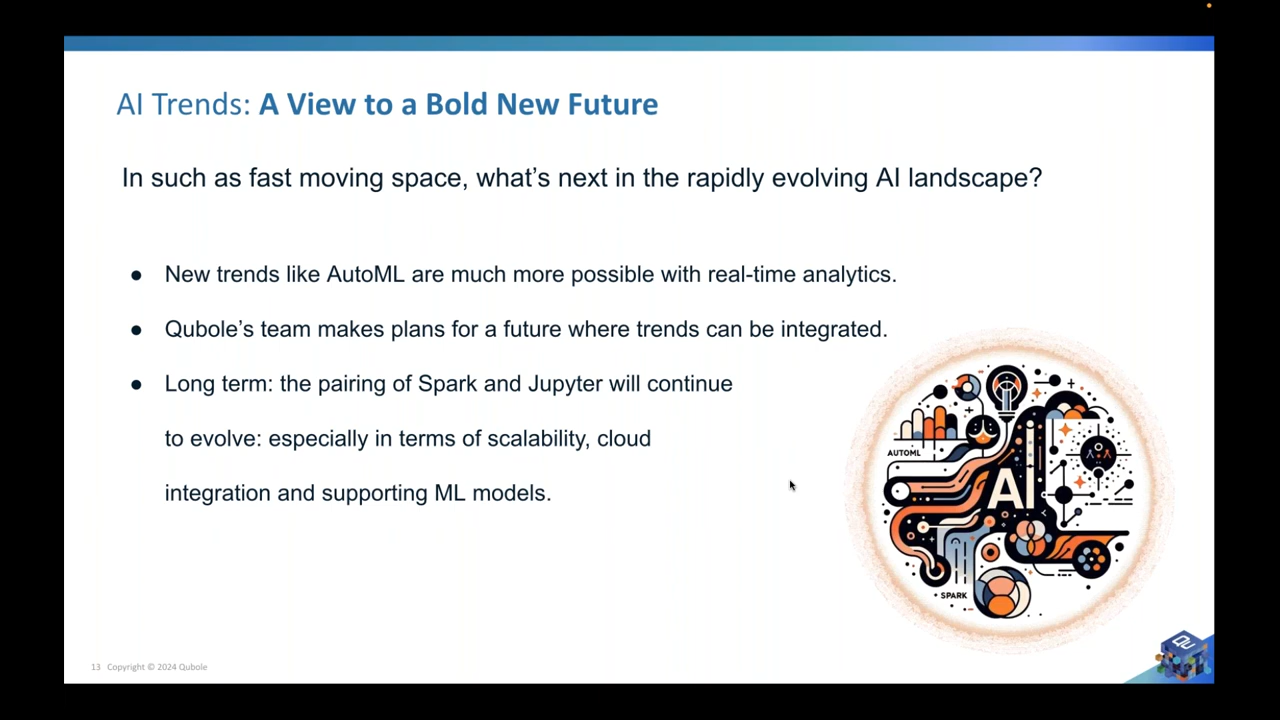 AI Trends: A View to a Bold New Future
In such as fast moving space, what’s next in the rapidly evolving AI landscape?
● New trends like AutoML are much more possible with real-time analytics.
● Qubole’s team makes plans for a future where trends can be integrated.
● Long term: the pairing of Spark and Jupyter will continue
to evolve: especially in terms of scalability, cloud
integration and supporting ML models.
AUTOML
AI
SPARK
13 Copyright © 2024 Qubole
Qu